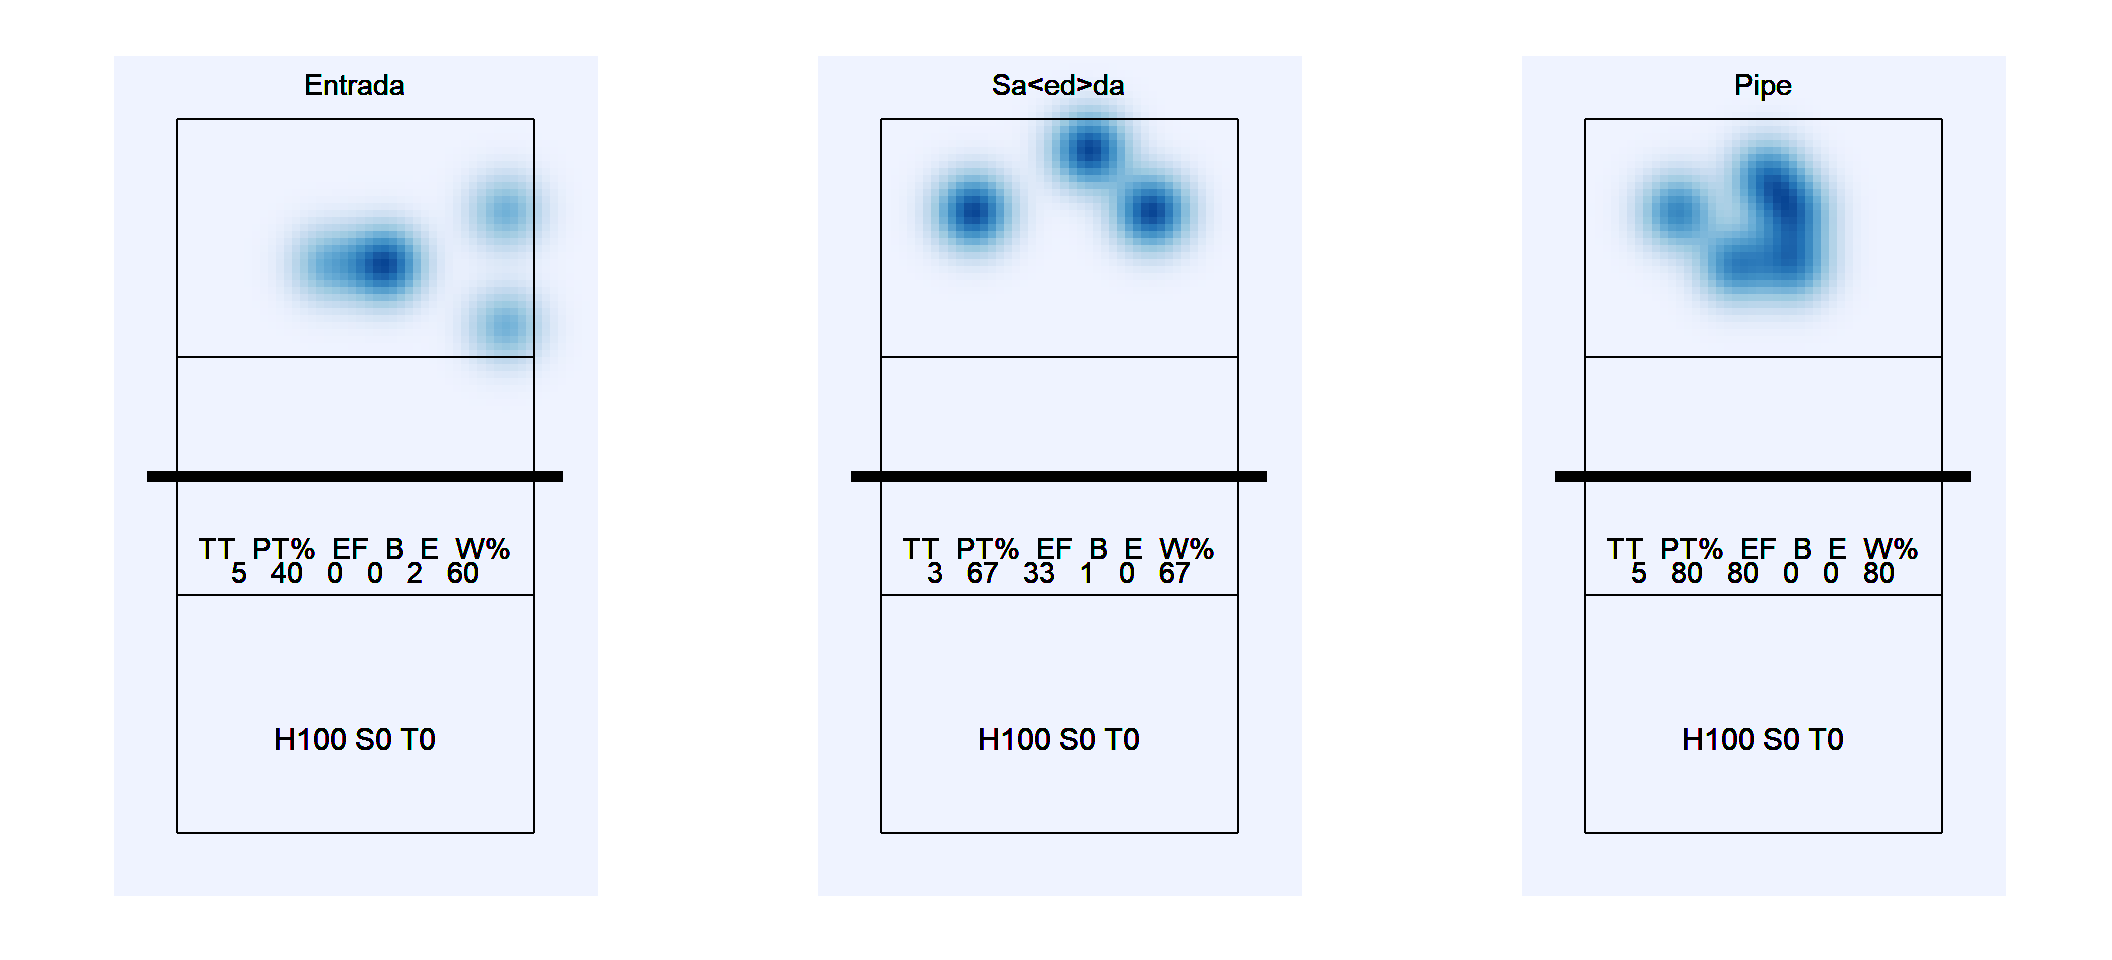 Entrada
TT PT% EF B E W%
5 40 0 0 2 60
H100 S0 T0
Sa<ed>da
TT PT% EF B E W%
3 67 33 1 0 67
H100 S0 T0
Pipe
TT PT% EF B E W%
5 80 80 0 0 80
H100 S0 T0